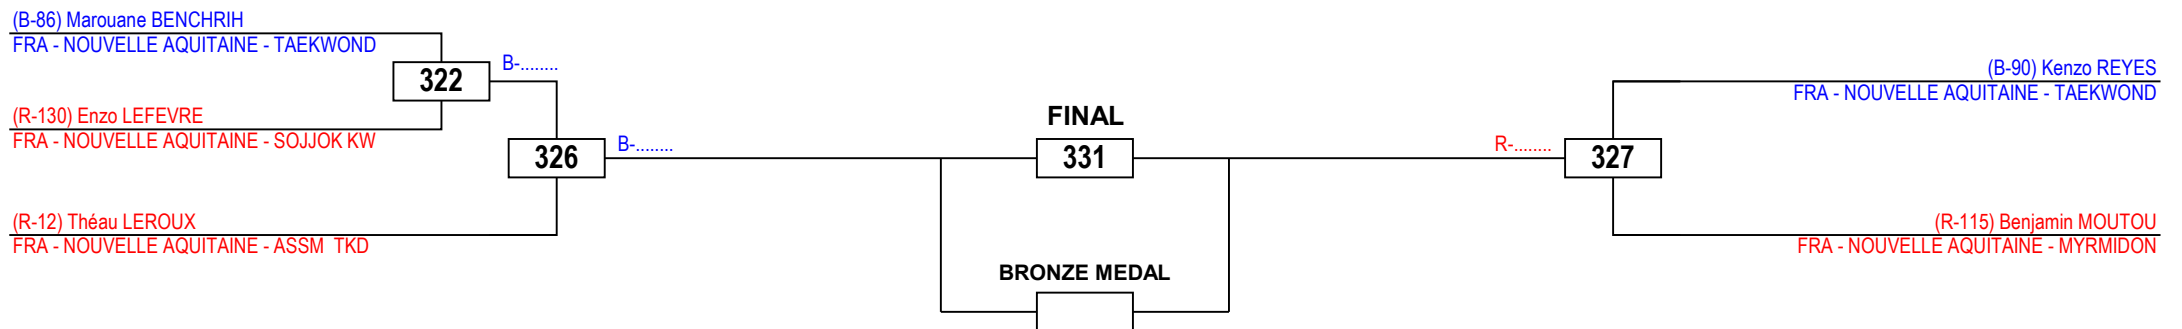 (B-86) Marouane BENCHRIH
FRA - NOUVELLE AQUITAINE - TAEKWOND
322
B-........
(R-130) Enzo LEFEVRE
FRA - NOUVELLE AQUITAINE - SOJJOK KW
326
B-........
(R-12) Théau LEROUX
FRA - NOUVELLE AQUITAINE - ASSM  TKD
FINAL
331
BRONZE MEDAL
R-........
327
(B-90) Kenzo REYES
FRA - NOUVELLE AQUITAINE - TAEKWOND
(R-115) Benjamin MOUTOU
FRA - NOUVELLE AQUITAINE - MYRMIDON